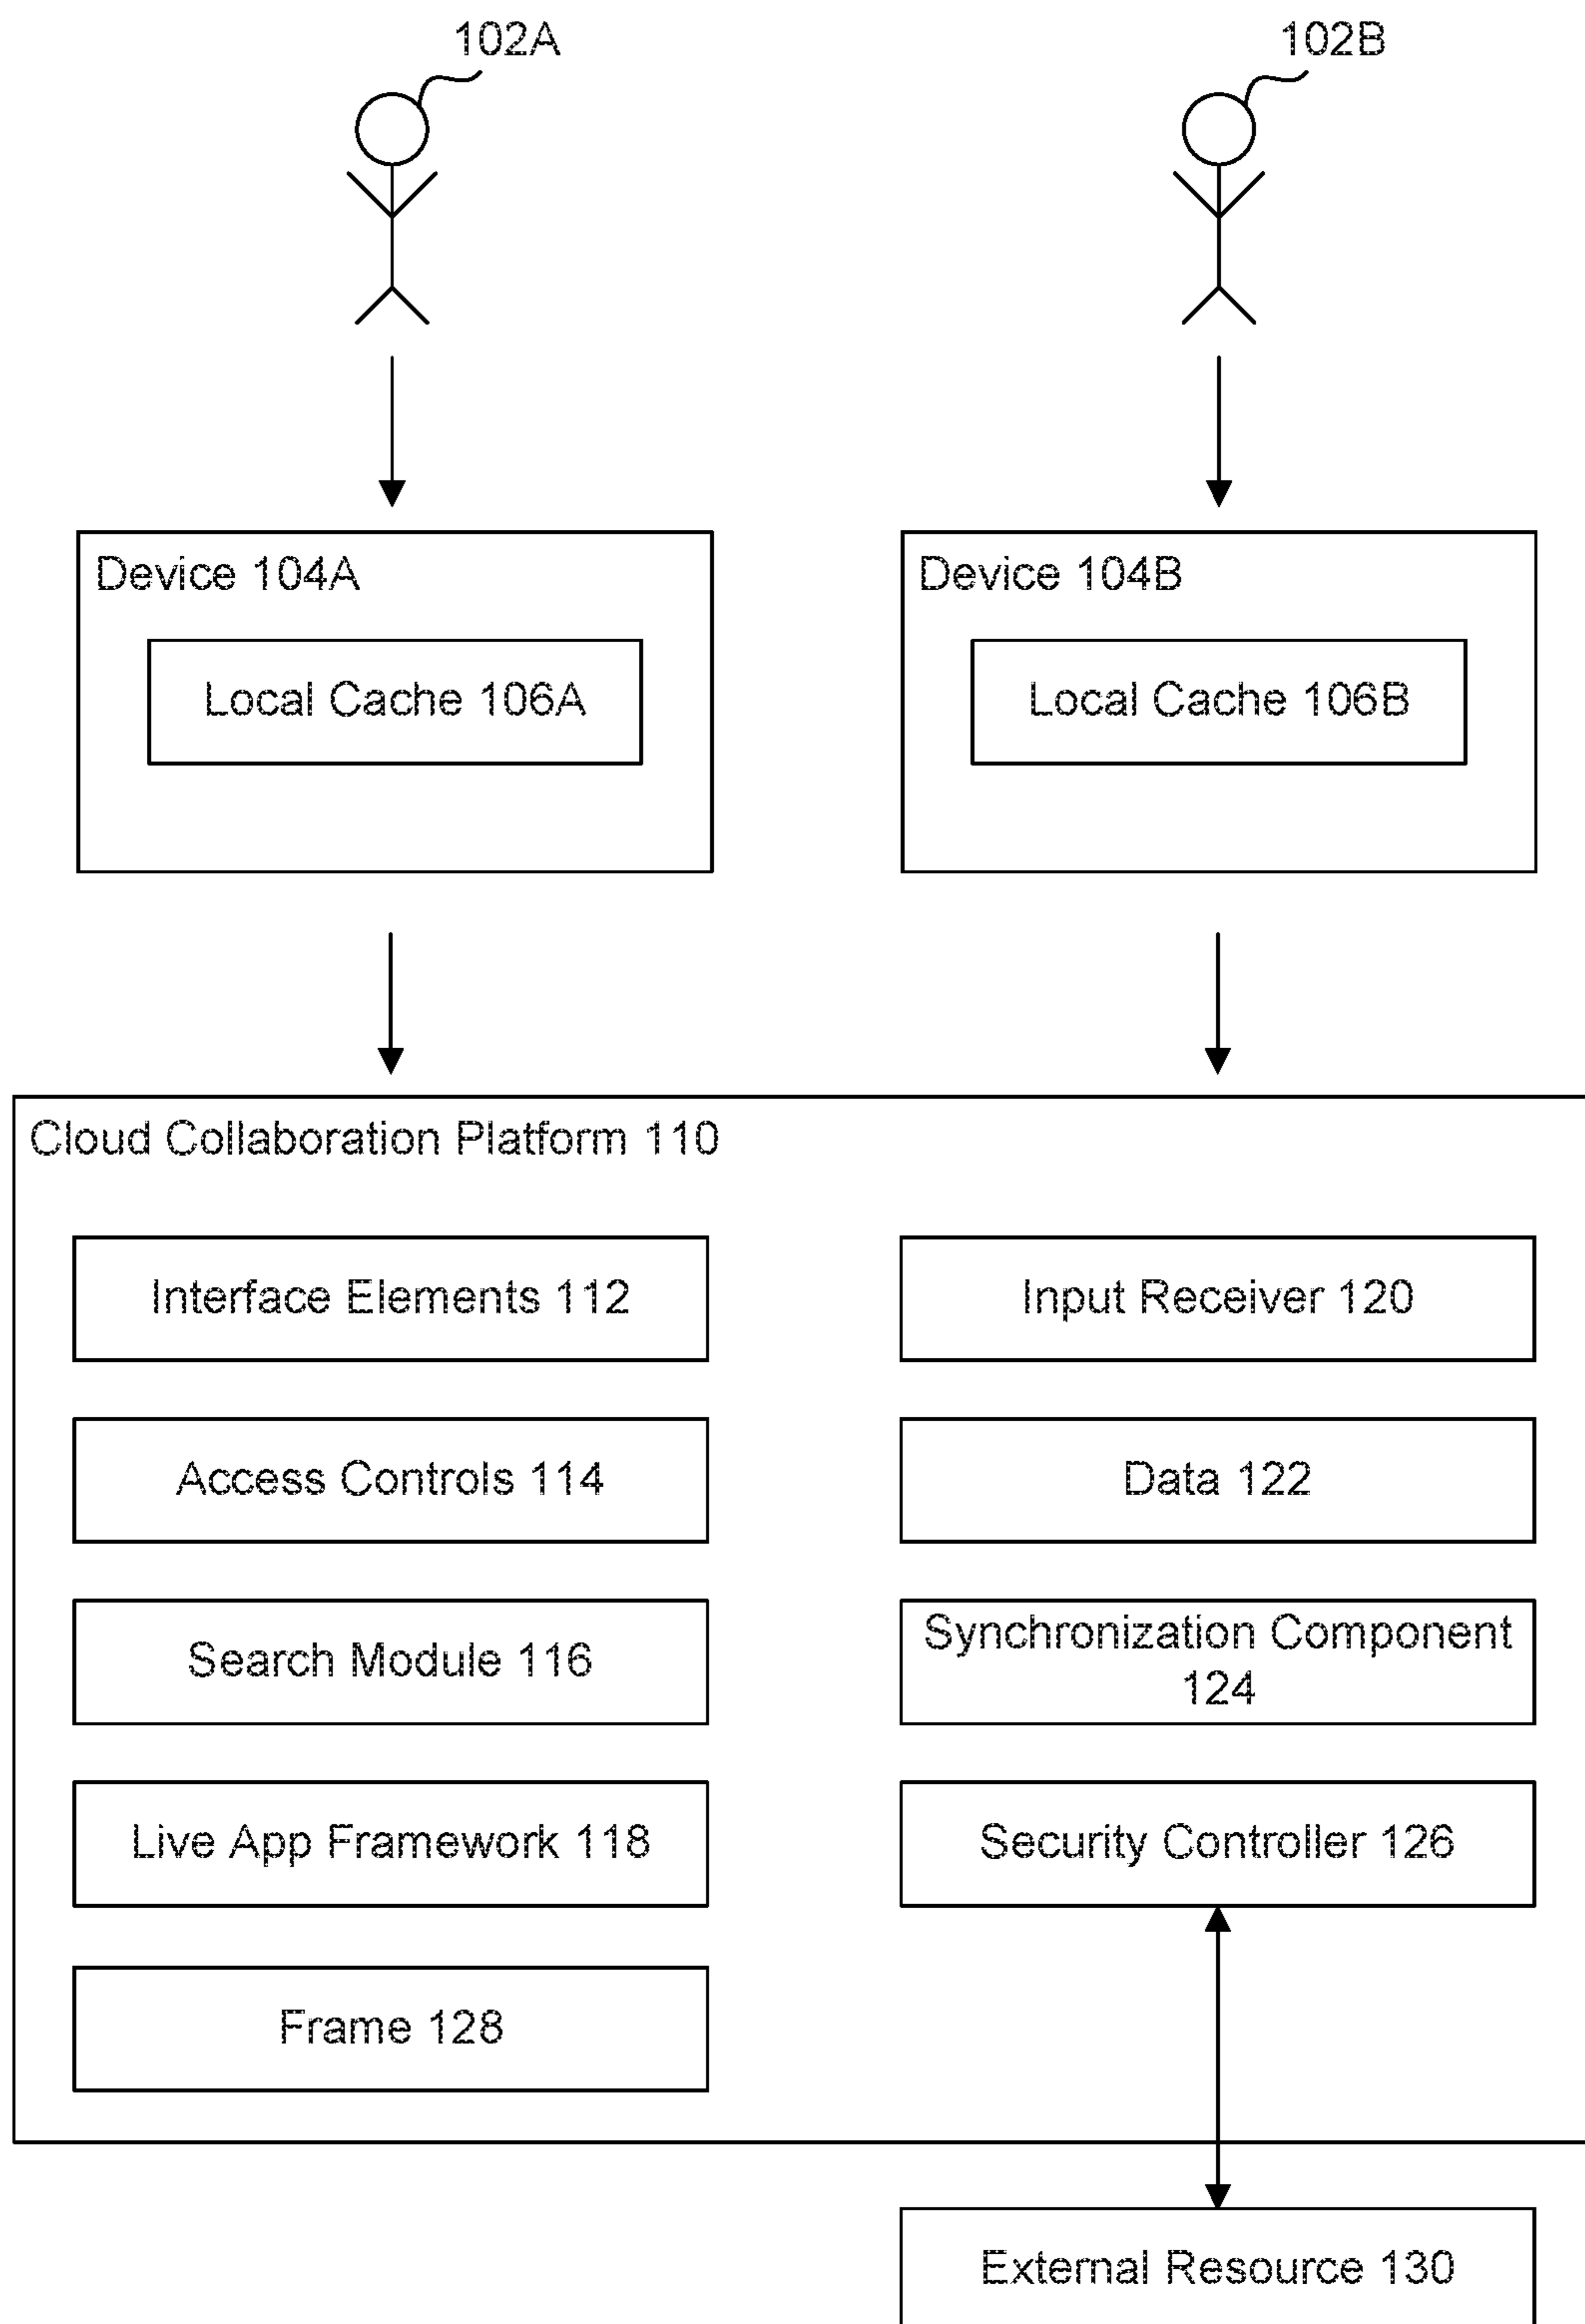 102A
102B
Device 104A
Device 104B
Local Cache 106A
Local Cache 106B
Cloud Collaboration Platform 110
Interface Elements 112
Input Receiver 120
Access Controls 114
Data 122
Search Module 116
Synchronization Component
124
Live App Framework 118
Security Controller 126
Frame 128
External Resource 130